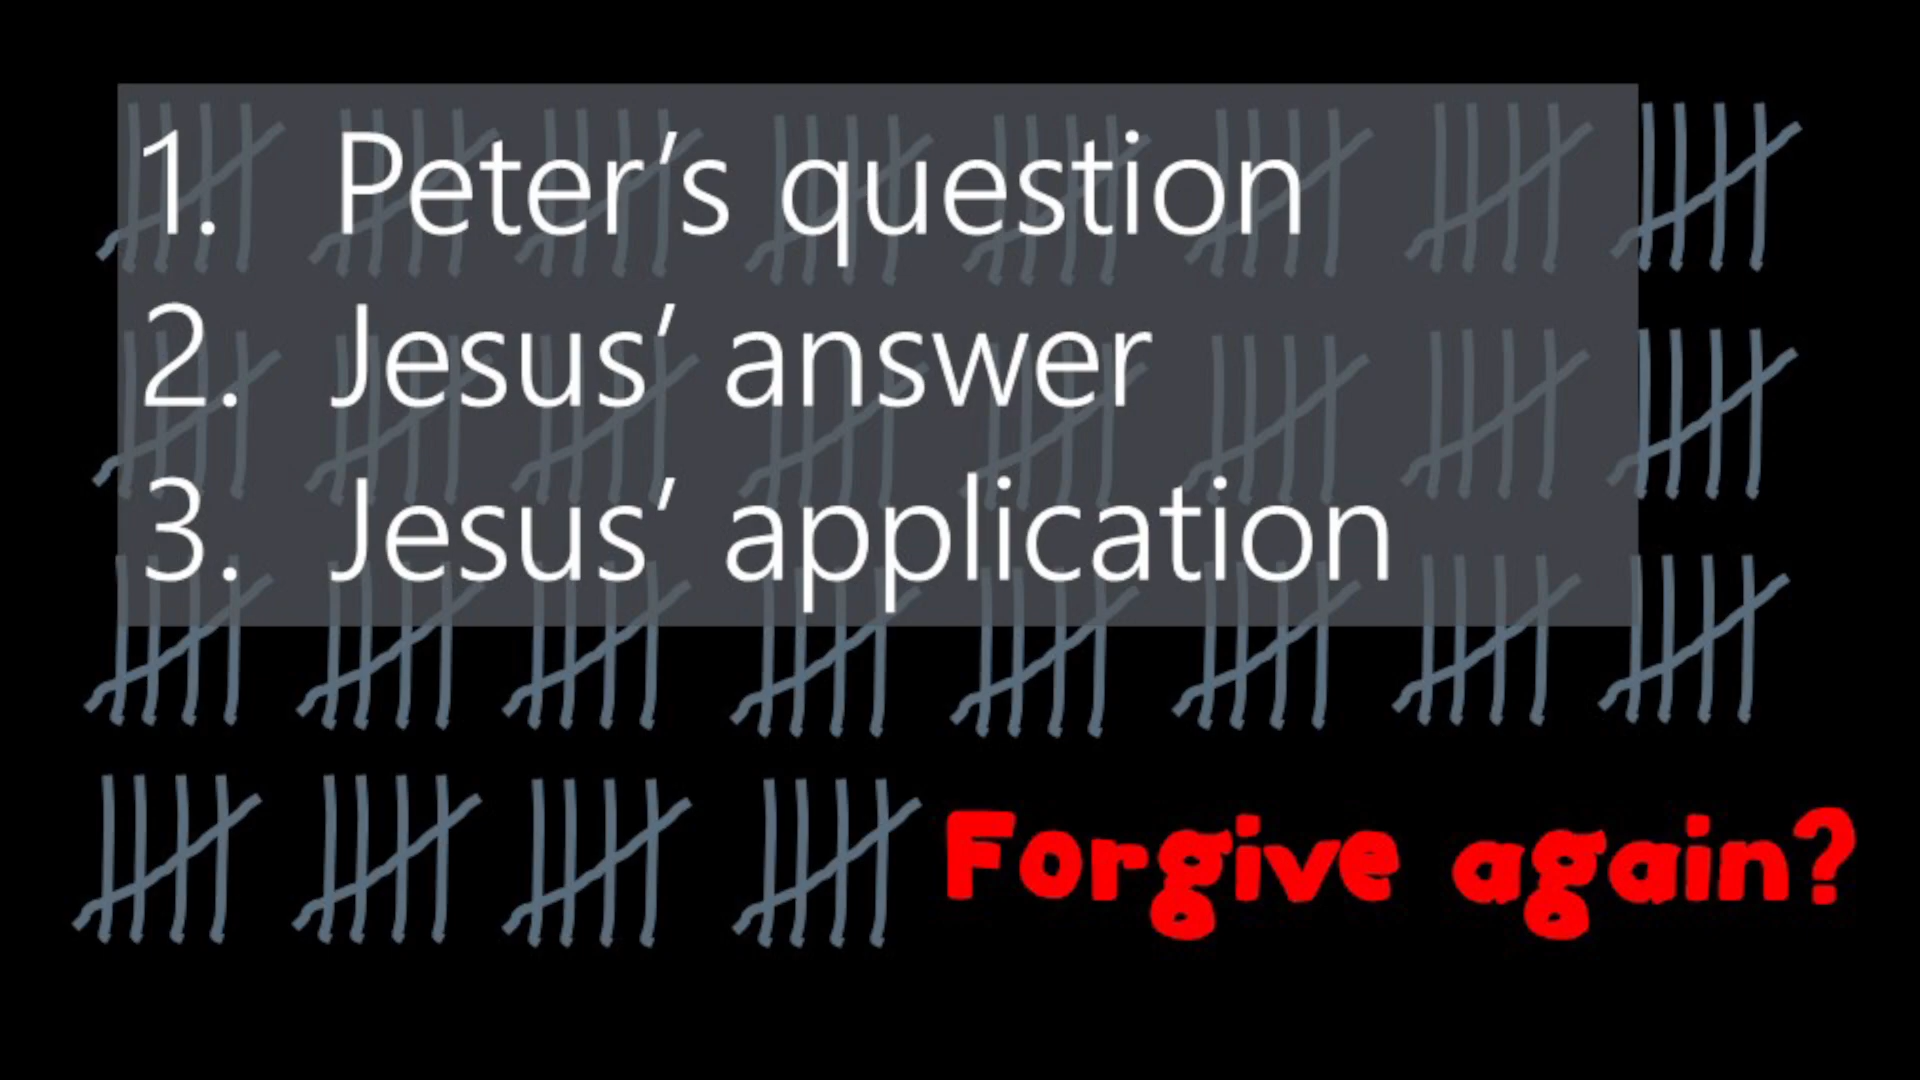 1. Peter’s question
2. Jesus’ answer
3. Jesus’ application
Forgive again?